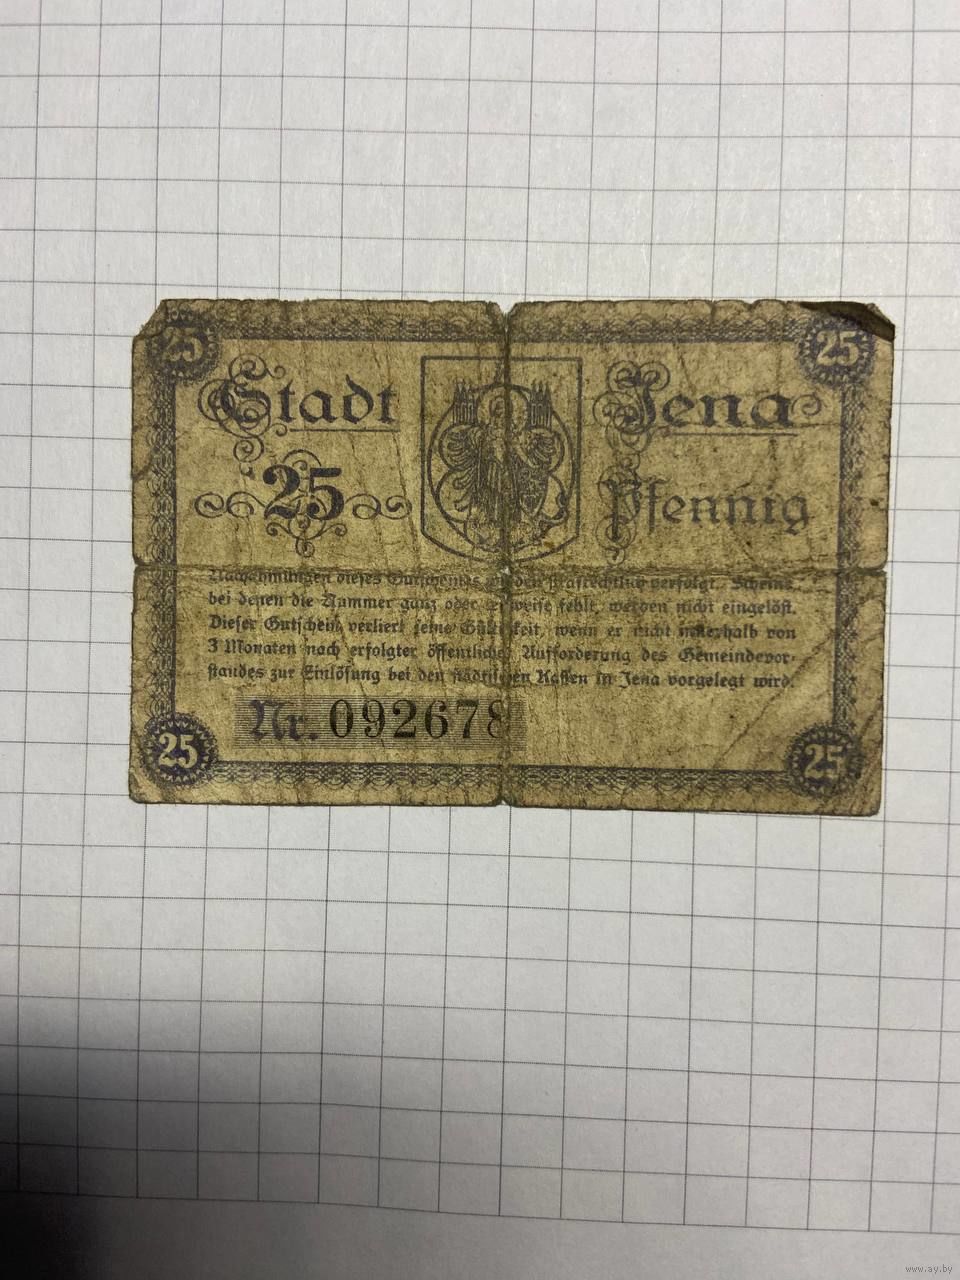 25 25
Stadt Jena
25 Pfennig
Nachahmungen dieses Gutscheines werden strafrechtlich verfolgt. Scheine
bei denen die Nummer ganz oder teilweise fehlt, werden nicht eingelöst.
Dieser Gutschein verliert seine Gültigkeit, wenn er nicht innerhalb von
3 Monaten nach erfolgter öffentlicher Aufforderung des Gemeindevor-
standes zur Einlösung bei den städtischen Kassen in Jena vorgelegt wird.
Nr. 092678
25 25
www.ay.by